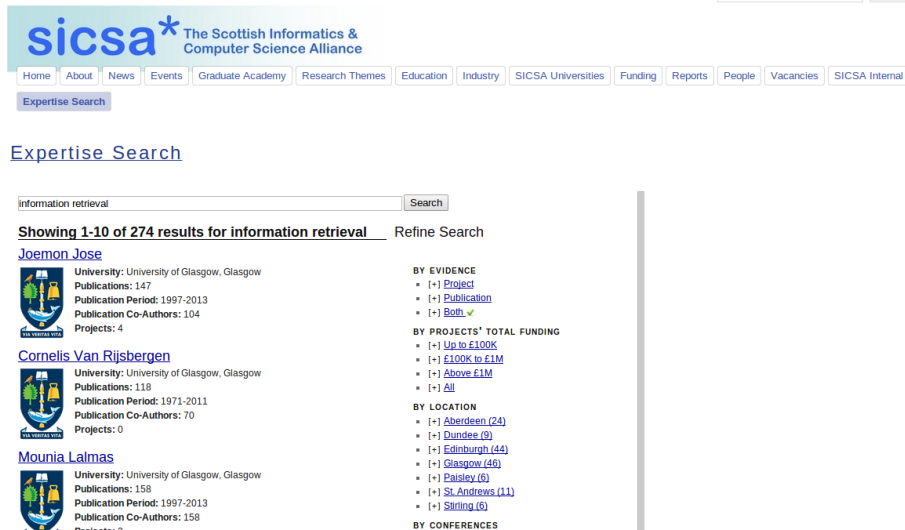 sicsa* The Scottish Informatics &
Computer Science Alliance
Home About News Events Graduate Academy Research Themes Education Industry SICSA Universities Funding Reports People Vacancies SICSA Internal
Expertise Search
Expertise Search
information retrieval Search
Showing 1-10 of 274 results for information retrieval
Joemon Jose
University: University of Glasgow, Glasgow
Publications: 147
Publication Period: 1997-2013
Publication Co-Authors: 104
Projects: 4
VIA VERITAS VITA
Cornelis Van Rijsbergen
University: University of Glasgow, Glasgow
Publications: 118
Publication Period: 1971-2011
Publication Co-Authors: 70
Projects: 0
VIA VERITAS VITA
Mounia Lalmas
University: University of Glasgow, Glasgow
Publications: 158
Publication Period: 1997-2013
Publication Co-Authors: 158
Refine Search
BY EVIDENCE
[+] Project
[+] Publication
[+] Both
BY PROJECTS' TOTAL FUNDING
[+] Up to £100K
[+] £100K to £1M
[+] Above £1M
[+] All
BY LOCATION
[+] Aberdeen (24)
[+] Dundee (9)
[+] Edinburgh (44)
[+] Glasgow (46)
[+] Paisley (6)
[+] St. Andrews (11)
[+] Stirling (6)
BY CONFERENCES